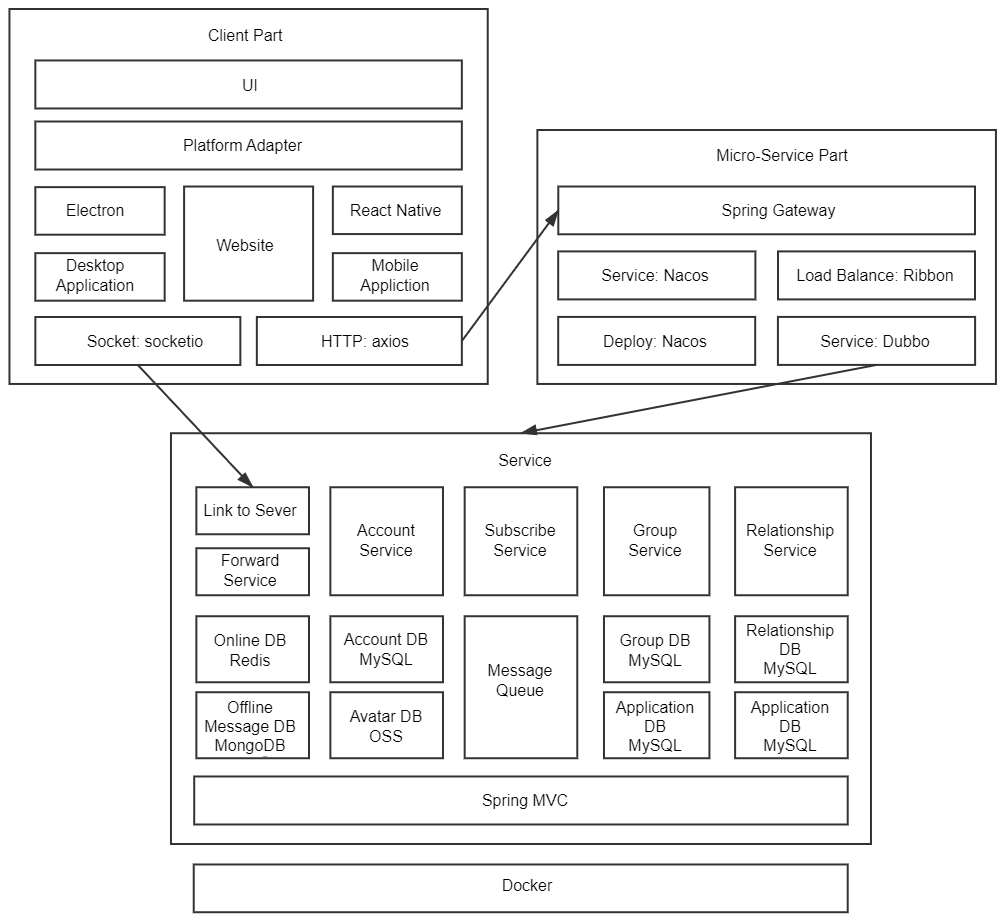 Client Part
UI
Platform Adapter
Electron
Website
React Native
Desktop
Application
Mobile
Appliction
Socket: socketio
HTTP: axios
Micro-Service Part
Spring Gateway
Service: Nacos
Load Balance: Ribbon
Deploy: Nacos
Service: Dubbo
Service
Link to Sever
Forward
Service
Account
Service
Subscribe
Service
Group
Service
Relationship
Service
Online DB
Redis
Account DB
MySQL
Message
Queue
Group DB
MySQL
Relationship
DB
MySQL
Offline
Message DB
MongoDB
Avatar DB
OSS
Application
DB
MySQL
Application
DB
MySQL
Spring MVC
Docker